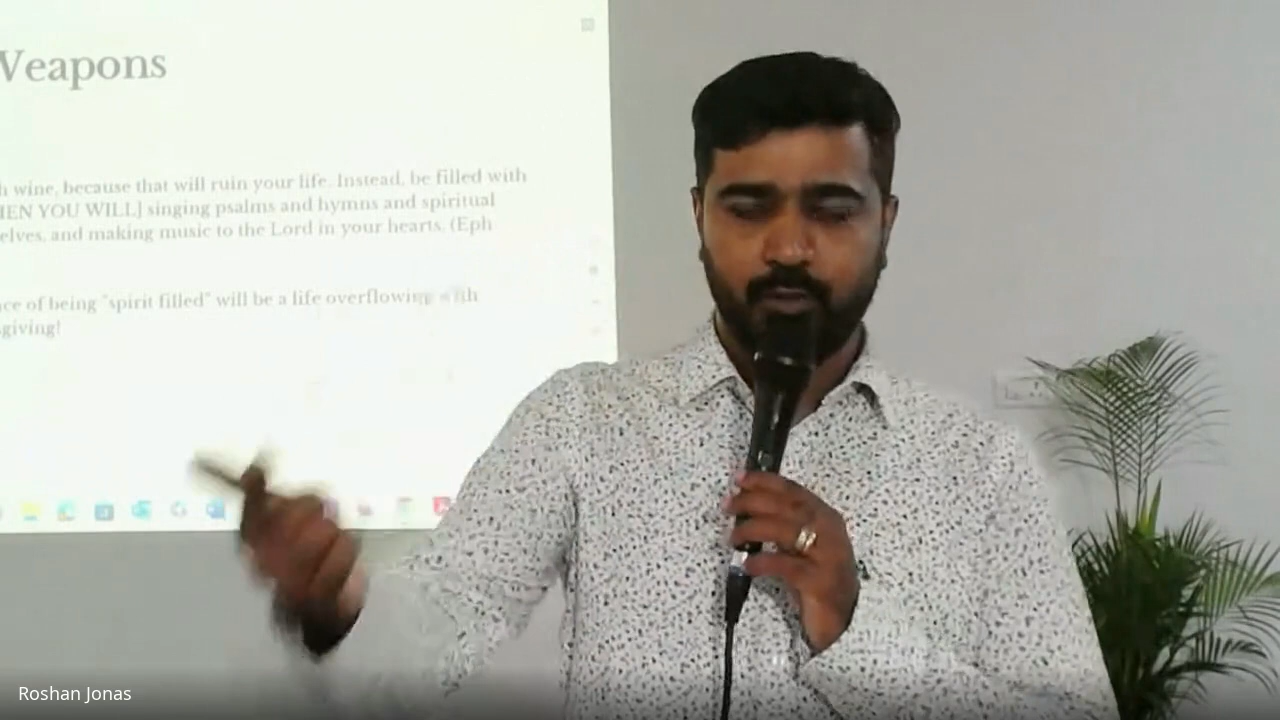 Weapons
h wine, because that will ruin your life. Instead, be filled with
HEN YOU WILL] singing psalms and hymns and spiritual
elves, and making music to the Lord in your hearts. (Eph
ce of being "spirit filled" will be a life overflowing with
giving!
Roshan Jonas